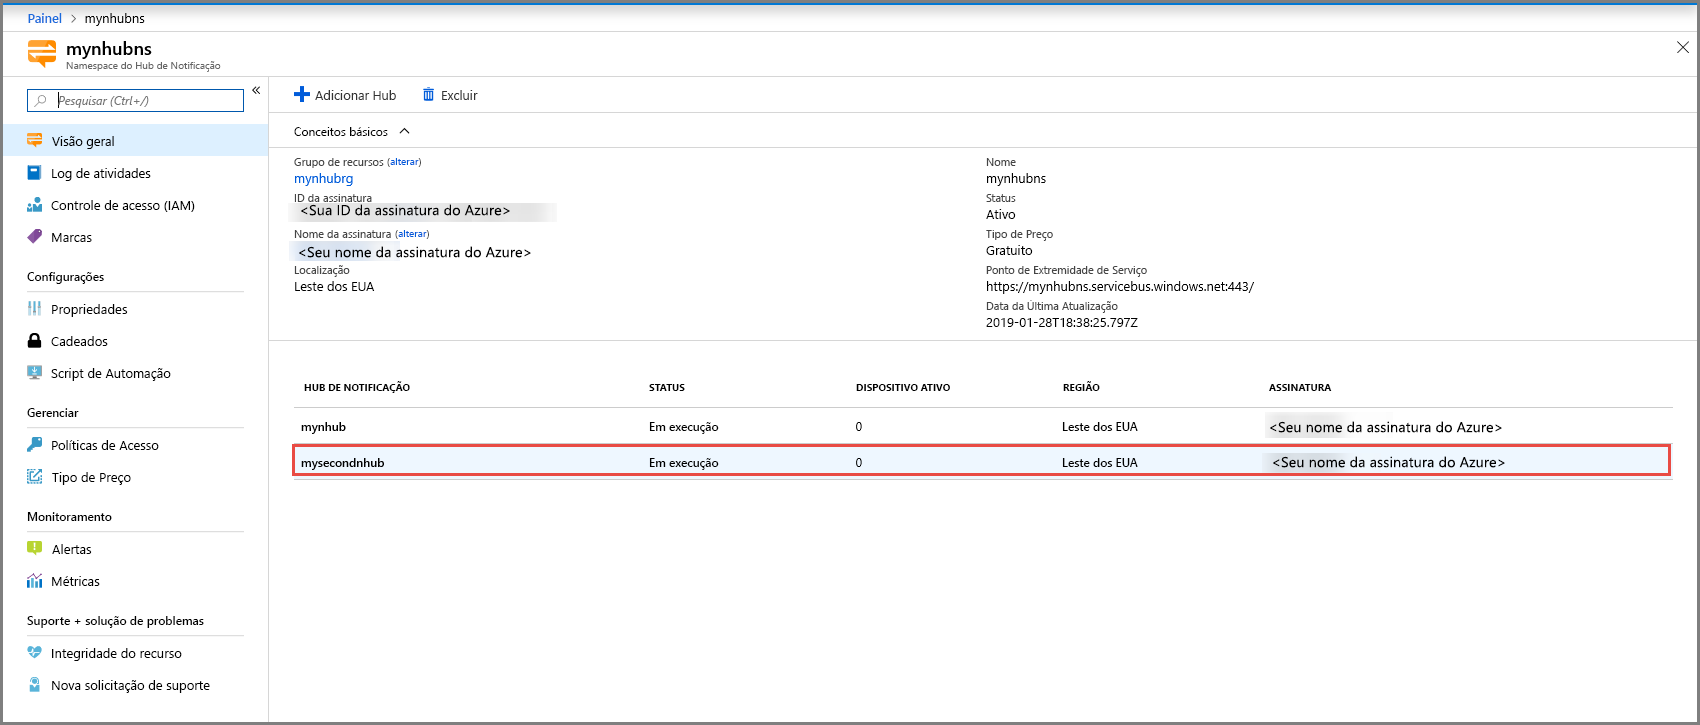 Painel > mynhubns
mynhubns
Namespace do Hub de Notificação
Pesquisar (Ctrl+/)
«
Visão geral
Log de atividades
Controle de acesso (IAM)
Marcas
Configurações
Propriedades
Cadeados
Script de Automação
Gerenciar
Políticas de Acesso
Tipo de Preço
Monitoramento
Alertas
Métricas
Suporte + solução de problemas
Integridade do recurso
Nova solicitação de suporte
Adicionar Hub Excluir
Conceitos básicos
Grupo de recursos (alterar)
mynhubrg
ID da assinatura
<Sua ID da assinatura do Azure>
Nome da assinatura (alterar)
<Seu nome da assinatura do Azure>
Localização
Leste dos EUA
Nome
mynhubns
Status
Ativo
Tipo de Preço
Gratuito
Ponto de Extremidade de Serviço
https://mynhubns.servicebus.windows.net:443/
Data da Última Atualização
2019-01-28T18:38:25.797Z
HUB DE NOTIFICAÇÃO STATUS DISPOSITIVO ATIVO REGIÃO ASSINATURA
mynhub Em execução 0 Leste dos EUA <Seu nome da assinatura do Azure>
mysecondnhub Em execução 0 Leste dos EUA <Seu nome da assinatura do Azure>